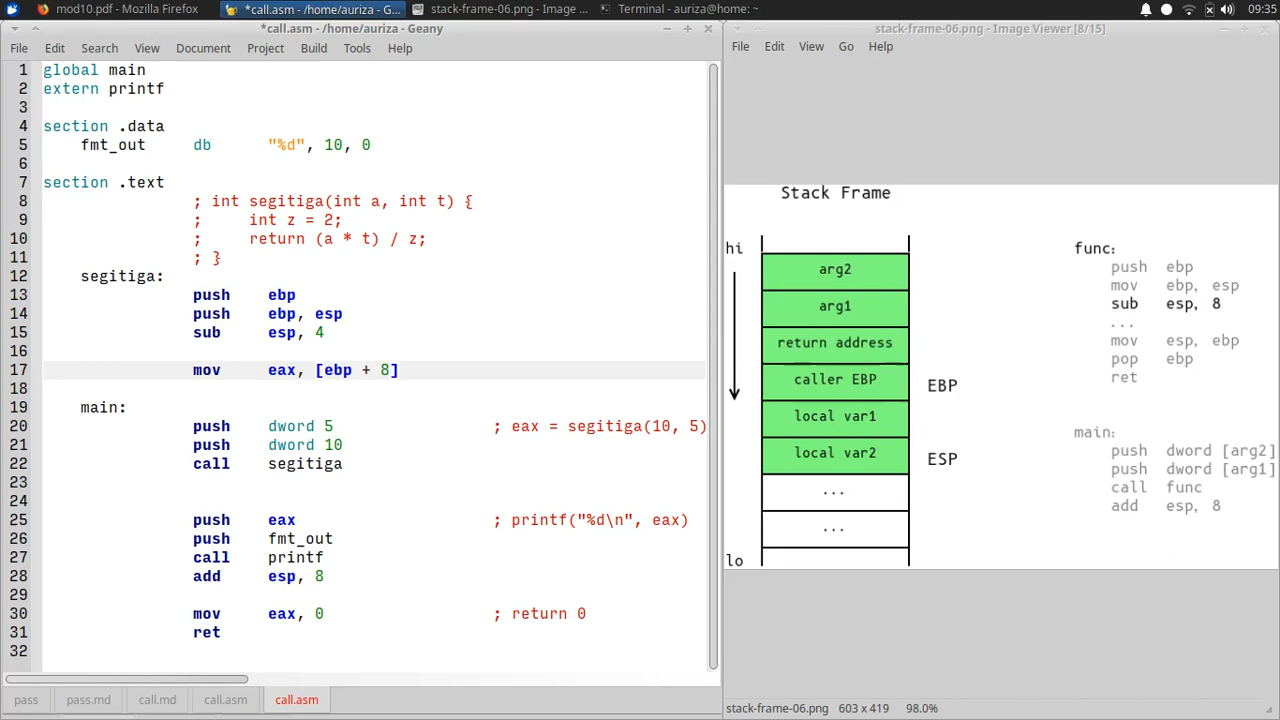 mod10.pdf - Mozilla Firefox
*call.asm - /home/auriza - G...
stack-frame-06.png - Image ...
Terminal - auriza@home: ~
09:35
*call.asm - /home/auriza - Geany
File Edit Search View Document Project Build Tools Help
1 global main
2 extern printf
3
4 section .data
5 fmt_out db "%d", 10, 0
6
7 section .text
8 ; int segitiga(int a, int t) {
9 ; int z = 2;
10 ; return (a * t) / z;
11 ; }
12 segitiga:
13 push ebp
14 push ebp, esp
15 sub esp, 4
16
17 mov eax, [ebp + 8]
18
19 main:
20 push dword 5 ; eax = segitiga(10, 5)
21 push dword 10
22 call segitiga
23
24
25 push eax ; printf("%d\n", eax)
26 push fmt_out
27 call printf
28 add esp, 8
29
30 mov eax, 0 ; return 0
31 ret
32
pass pass.md call.md call.asm call.asm
stack-frame-06.png - Image Viewer [8/15]
File Edit View Go Help
Stack Frame
hi
arg2
arg1
return address
caller EBP
EBP
local var1
local var2
ESP
...
...
lo
func:
push ebp
mov ebp, esp
sub esp, 8
...
mov esp, ebp
pop ebp
ret
main:
push dword [arg2]
push dword [arg1]
call func
add esp, 8
stack-frame-06.png 603 x 419 98.0%